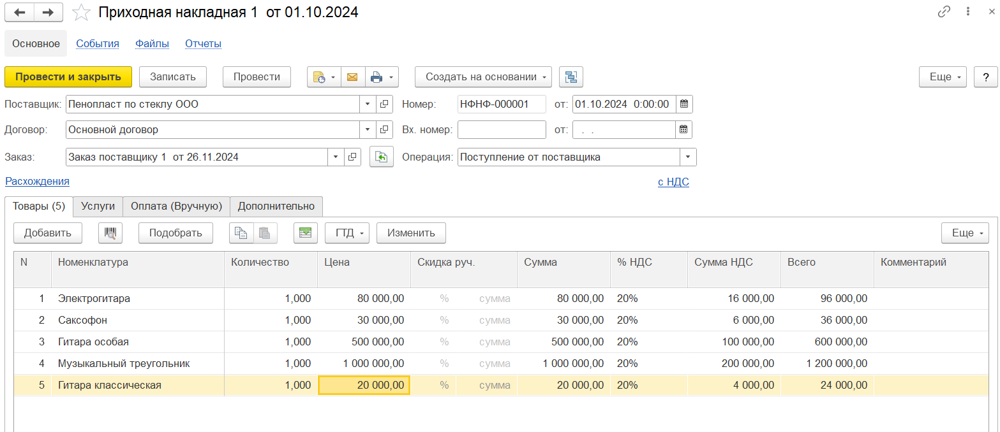 Приходная накладная 1 от 01.10.2024
Основное События Файлы Отчеты
Провести и закрыть Записать Провести Создать на основании Еще ?
Поставщик: Пенопласт по стеклу ООО Номер: НФНФ-000001 от: 01.10.2024 0:00:00
Договор: Основной договор Вх. номер: от: . .
Заказ: Заказ поставщику 1 от 26.11.2024 Операция: Поступление от поставщика
Расхождения с НДС
Товары (5) Услуги Оплата (Вручную) Дополнительно
Добавить Подобрать ГТД Изменить Еще
N Номенклатура Количество Цена Скидка руч. Сумма % НДС Сумма НДС Всего Комментарий
1 Электрогитара 1,000 80 000,00 % сумма 80 000,00 20% 16 000,00 96 000,00
2 Саксофон 1,000 30 000,00 % сумма 30 000,00 20% 6 000,00 36 000,00
3 Гитара особая 1,000 500 000,00 % сумма 500 000,00 20% 100 000,00 600 000,00
4 Музыкальный треугольник 1,000 1 000 000,00 % сумма 1 000 000,00 20% 200 000,00 1 200 000,00
5 Гитара классическая 1,000 20 000,00 % сумма 20 000,00 20% 4 000,00 24 000,00